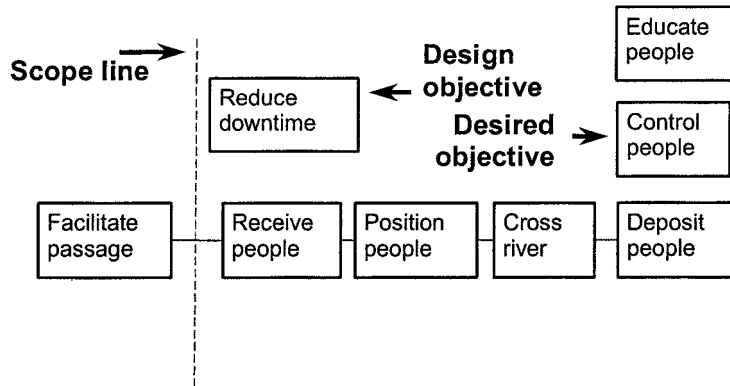 Scope line
Reduce
downtime
Design
objective
Desired
objective
Educate
people
Control
people
Facilitate
passage
Receive
people
Position
people
Cross
river
Deposit
people